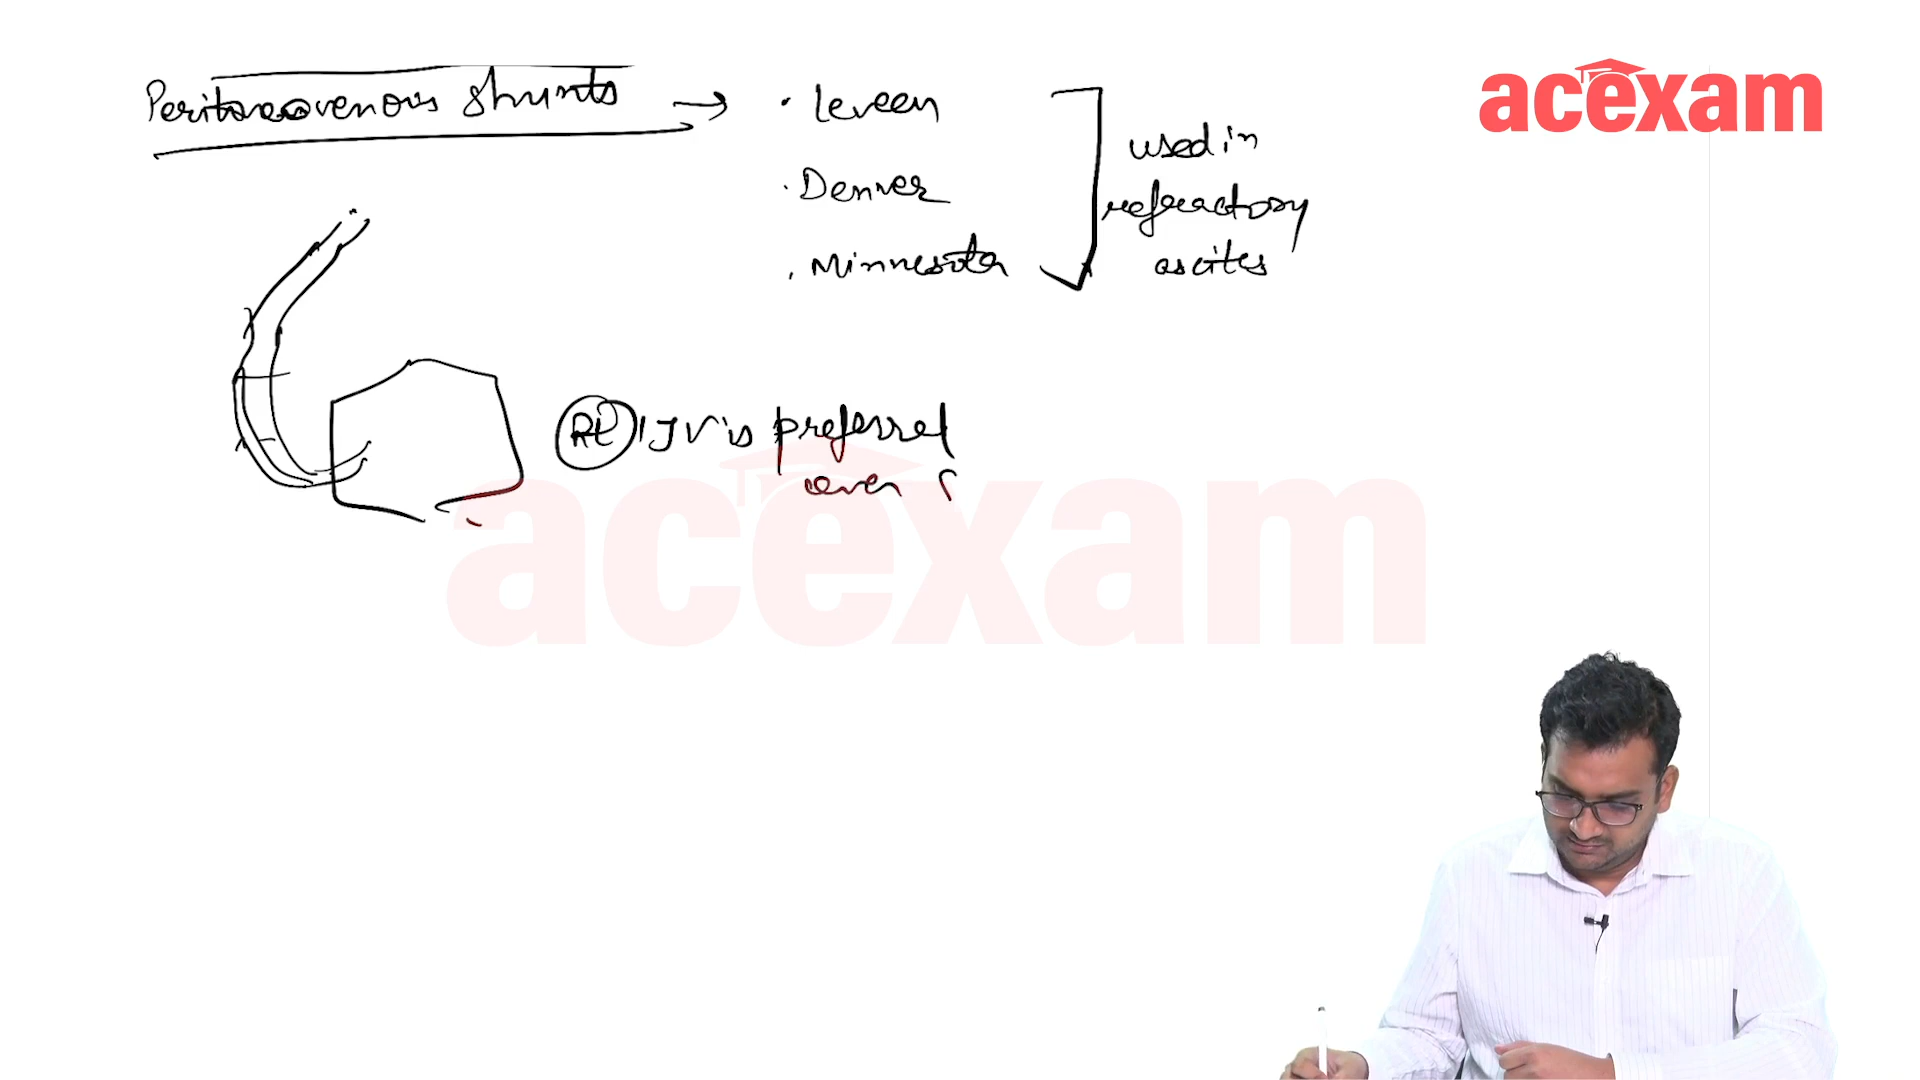 acexam
Peritoneovenous shunts → • Leveen
• Denver
• Minnesota
used in
refractory
ascites
Rt IJV is preferred
over
acexam